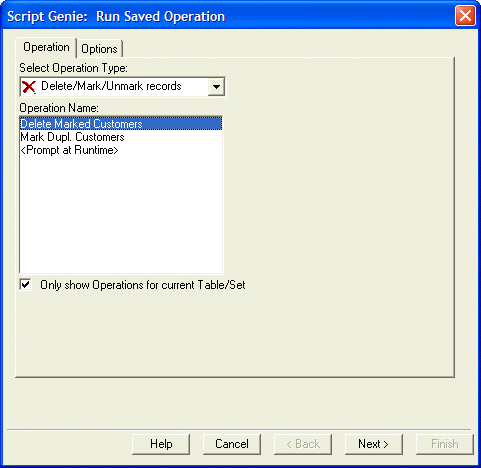 Script Genie:  Run Saved Operation
Operation
Options
Select Operation Type:
Delete/Mark/Unmark records
Operation Name:
Delete Marked Customers
Mark Dupl. Customers
<Prompt at Runtime>
Only show Operations for current Table/Set
Help
Cancel
< Back
Next >
Finish